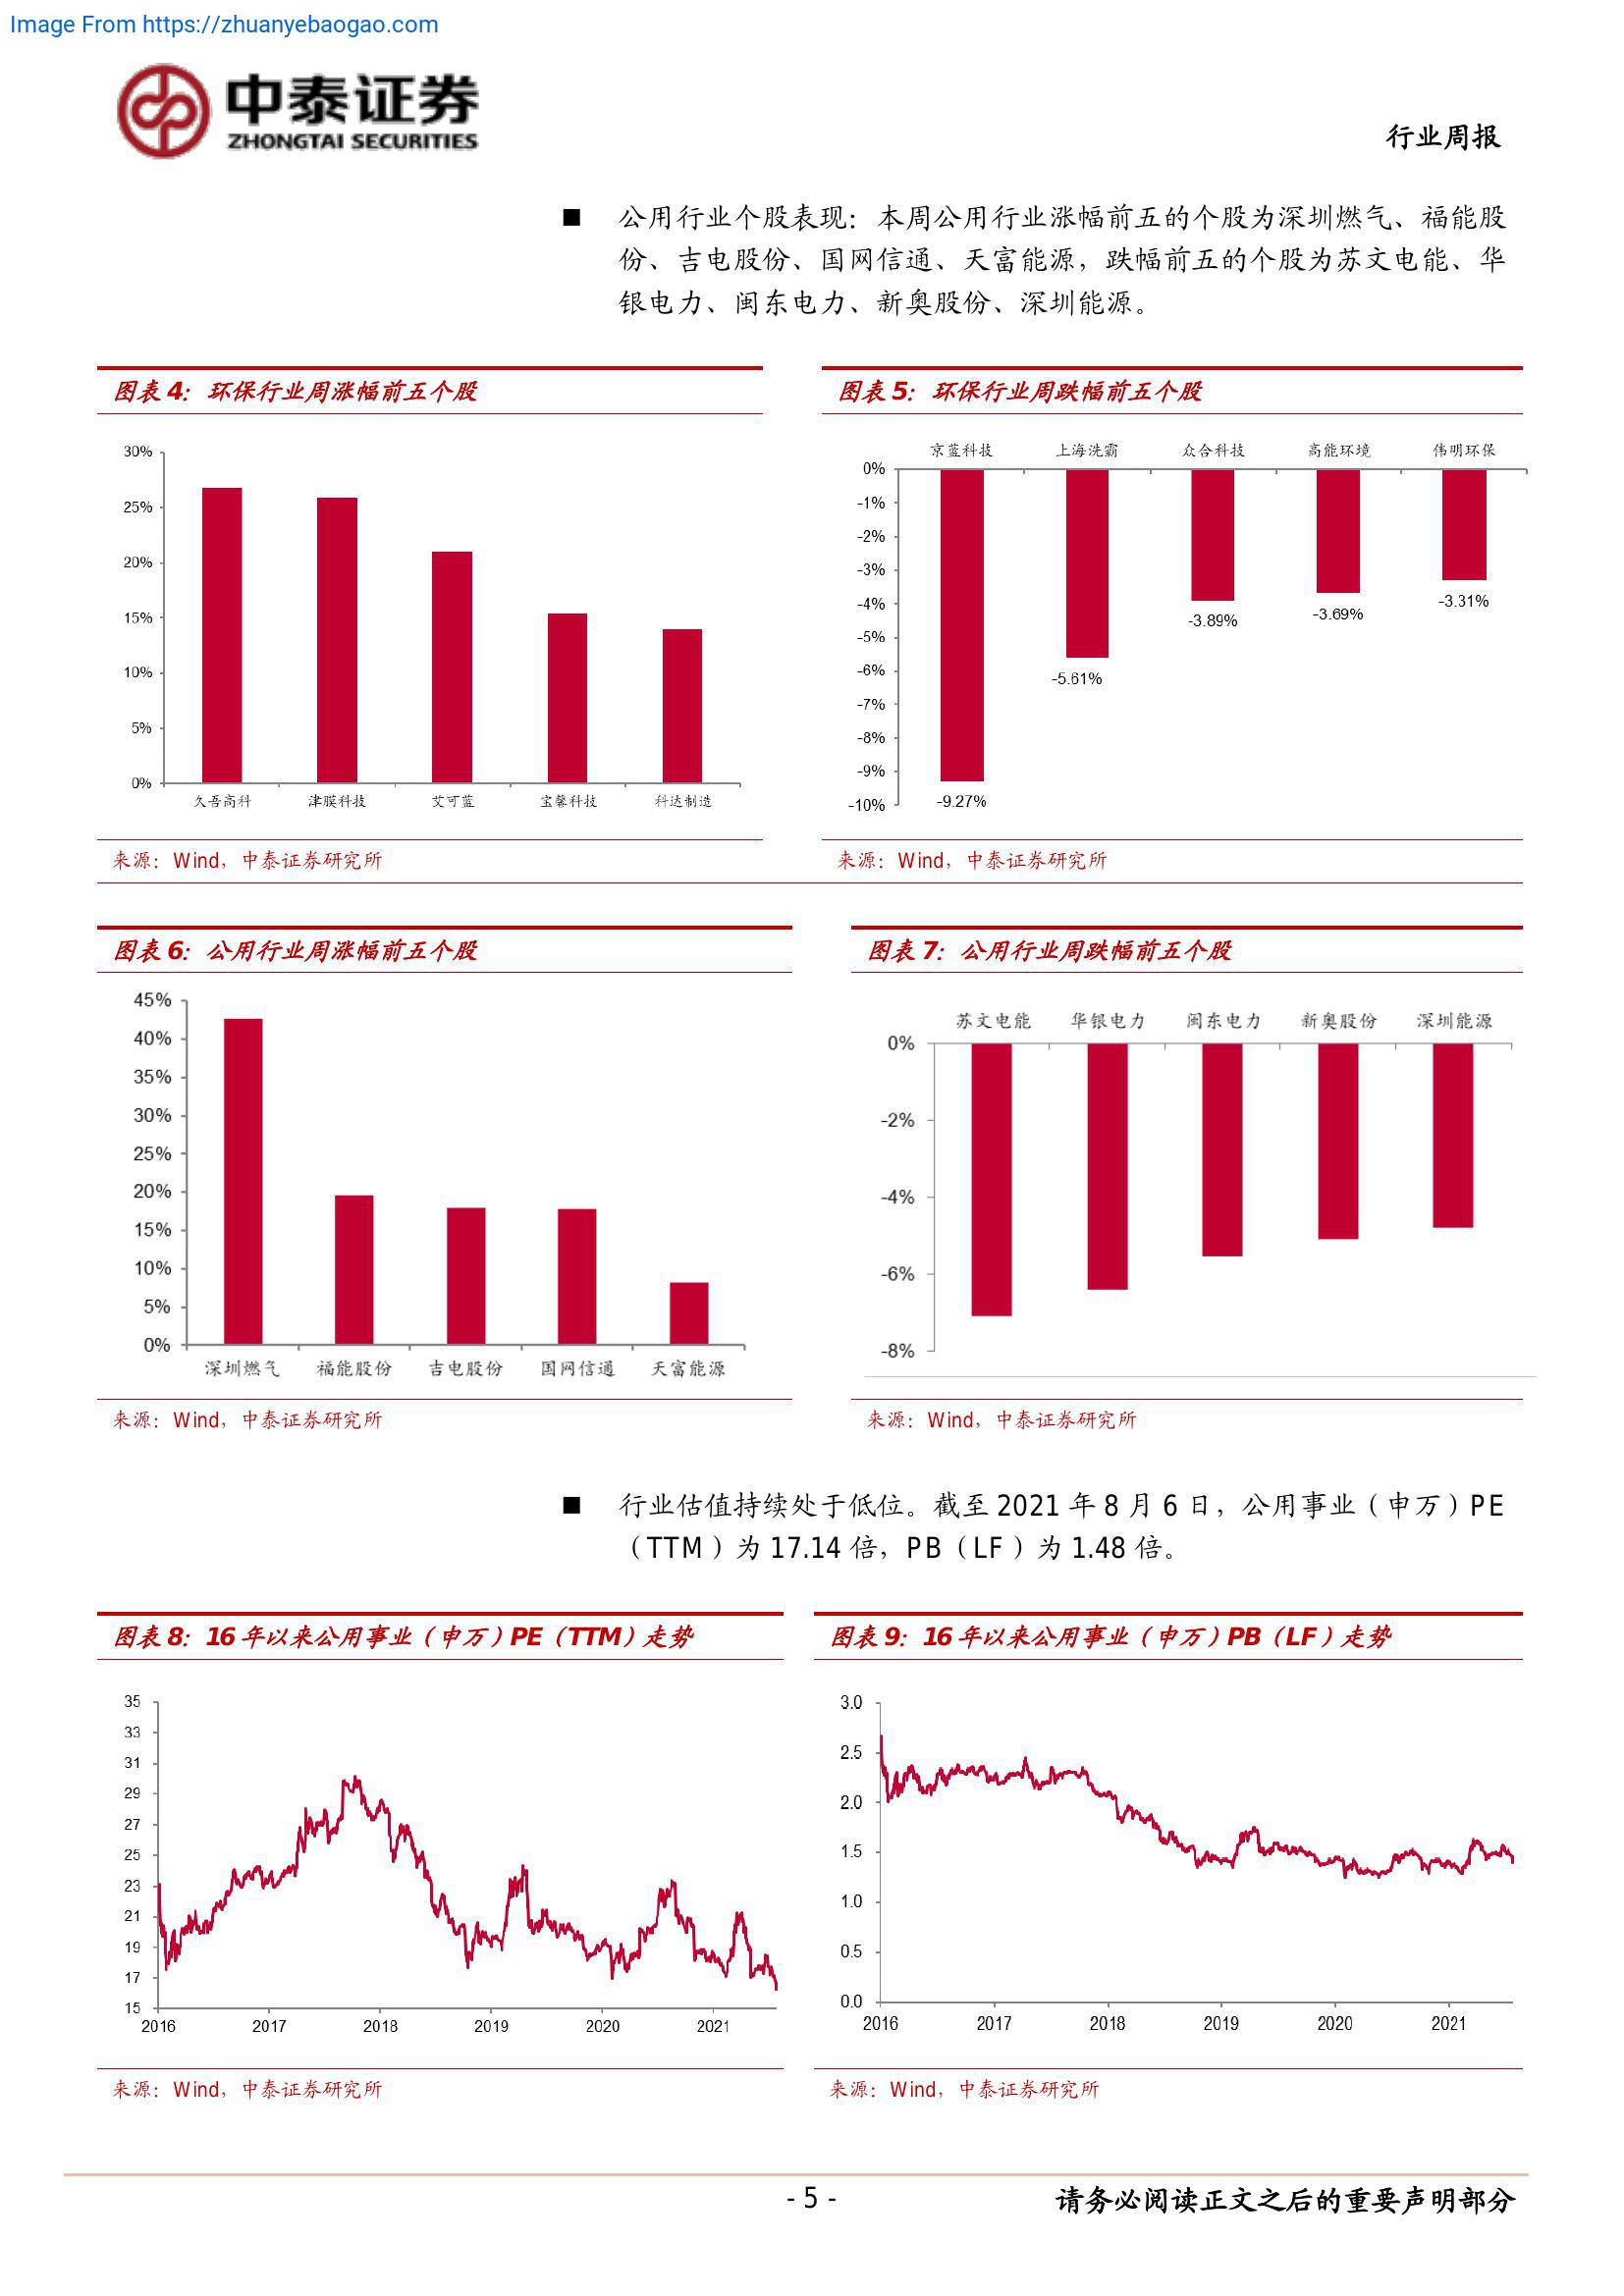 Image From https://zhuanyebaogao.com
中泰证券
ZHONGTAI SECURITIES
行业周报
■ 公用行业个股表现：本周公用行业涨幅前五的个股为深圳燃气、福能股
份、吉电股份、国网信通、天富能源，跌幅前五的个股为苏文电能、华
银电力、闽东电力、新奥股份、深圳能源。
图表 4：环保行业周涨幅前五个股
30%
25%
20%
15%
10%
5%
0%
久吾高科 津膜科技 艾可蓝 宝馨科技 科达制造
来源：Wind，中泰证券研究所
图表 5：环保行业周跌幅前五个股
京蓝科技 上海洗霸 众合科技 高能环境 伟明环保
0%
-1%
-2%
-3%
-4%
-5%
-6%
-7%
-8%
-9%
-10%
-9.27%
-5.61%
-3.89%
-3.69%
-3.31%
来源：Wind，中泰证券研究所
图表 6：公用行业周涨幅前五个股
45%
40%
35%
30%
25%
20%
15%
10%
5%
0%
深圳燃气 福能股份 吉电股份 国网信通 天富能源
来源：Wind，中泰证券研究所
图表 7：公用行业周跌幅前五个股
苏文电能 华银电力 闽东电力 新奥股份 深圳能源
0%
-2%
-4%
-6%
-8%
来源：Wind，中泰证券研究所
■ 行业估值持续处于低位。截至 2021 年 8 月 6 日，公用事业（申万）PE
（TTM）为 17.14 倍，PB（LF）为 1.48 倍。
图表 8：16 年以来公用事业（申万）PE（TTM）走势
35
33
31
29
27
25
23
21
19
17
15
2016 2017 2018 2019 2020 2021
来源：Wind，中泰证券研究所
图表 9：16 年以来公用事业（申万）PB（LF）走势
3.0
2.5
2.0
1.5
1.0
0.5
0.0
2016 2017 2018 2019 2020 2021
来源：Wind，中泰证券研究所
- 5 -
请务必阅读正文之后的重要声明部分